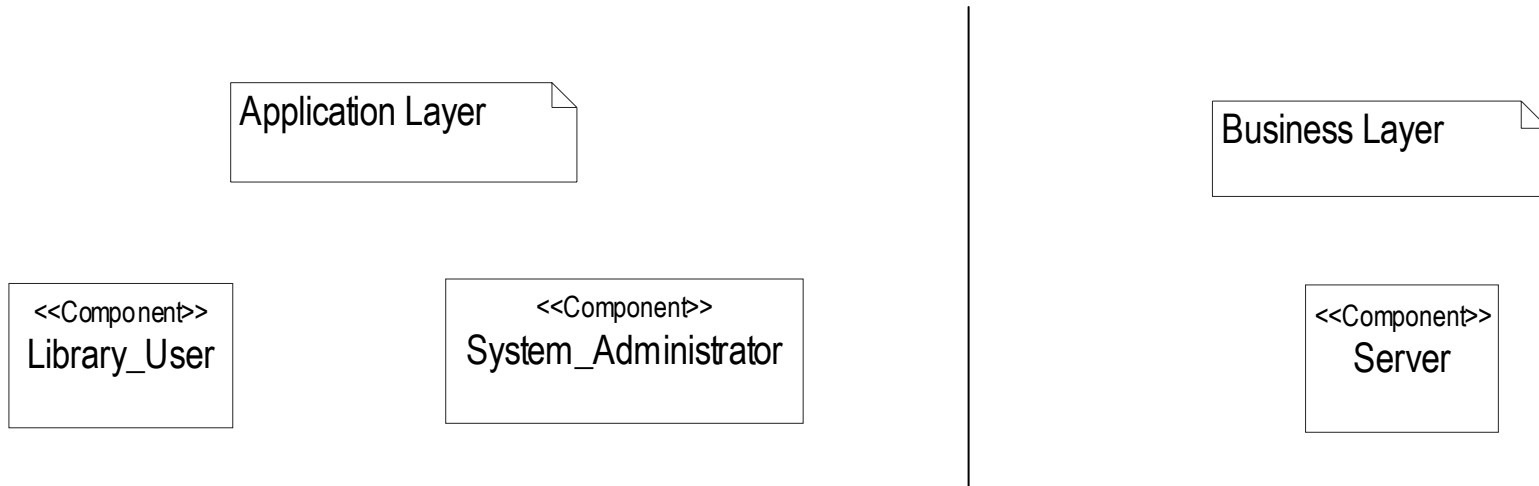 Application Layer
Business Layer
<<Component>>
Library_User
<<Component>>
System_Administrator
<<Component>>
Server